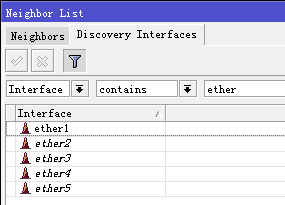 Neighbor List
Neighbors Discovery Interfaces
Interface contains ether
Interface
ether1
ether2
ether3
ether4
ether5